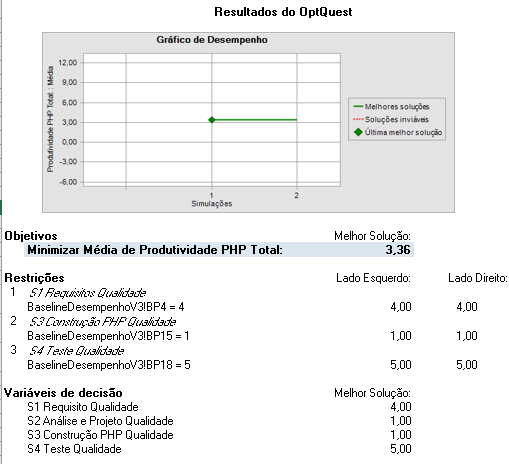 Resultados do OptQuest
Gráfico de Desempenho
Produtividade PHP Total: : Média
12,00
9,00
6,00
3,00
0,00
-3,00
-6,00
1
2
Simulações
Melhores soluções
Soluções inviáveis
Última melhor solução
Objetivos Melhor Solução:
Minimizar Média de Produtividade PHP Total: 3,36
Restrições Lado Esquerdo: Lado Direito:
1 S1 Requisitos Qualidade
BaselineDesempenhoV3!BP4 = 4 4,00 4,00
2 S3 Construção PHP Qualidade
BaselineDesempenhoV3!BP15 = 1 1,00 1,00
3 S4 Teste Qualidade
BaselineDesempenhoV3!BP18 = 5 5,00 5,00
Variáveis de decisão Melhor Solução:
S1 Requisito Qualidade 4,00
S2 Análise e Projeto Qualidade 1,00
S3 Construção PHP Qualidade 1,00
S4 Teste Qualidade 5,00